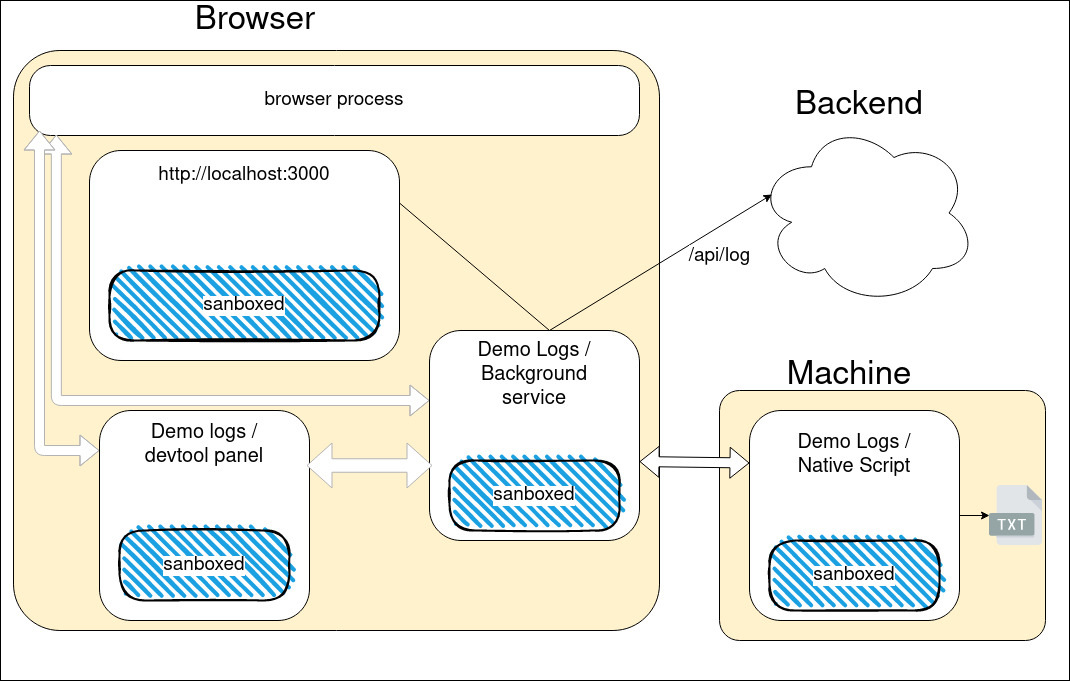 Browser
browser process
Backend
http://localhost:3000
/api/log
sanboxed
Demo Logs /
Background
service
Machine
Demo logs /
devtool panel
Demo Logs /
Native Script
sanboxed
TXT
sanboxed
sanboxed